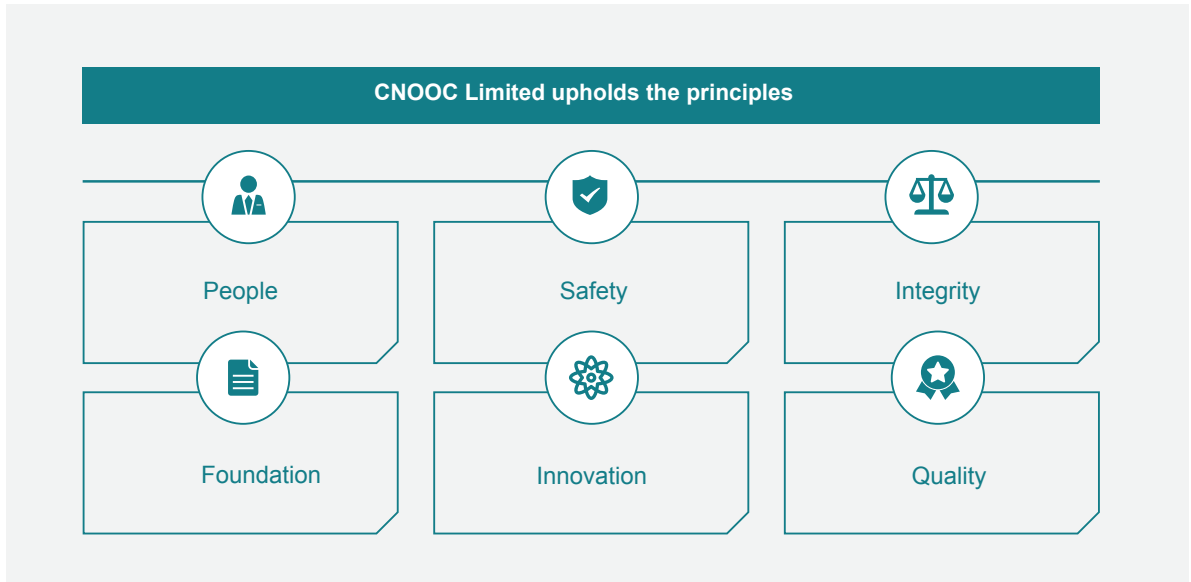 CNOOC Limited upholds the principles
People
Safety
Integrity
Foundation
Innovation
Quality